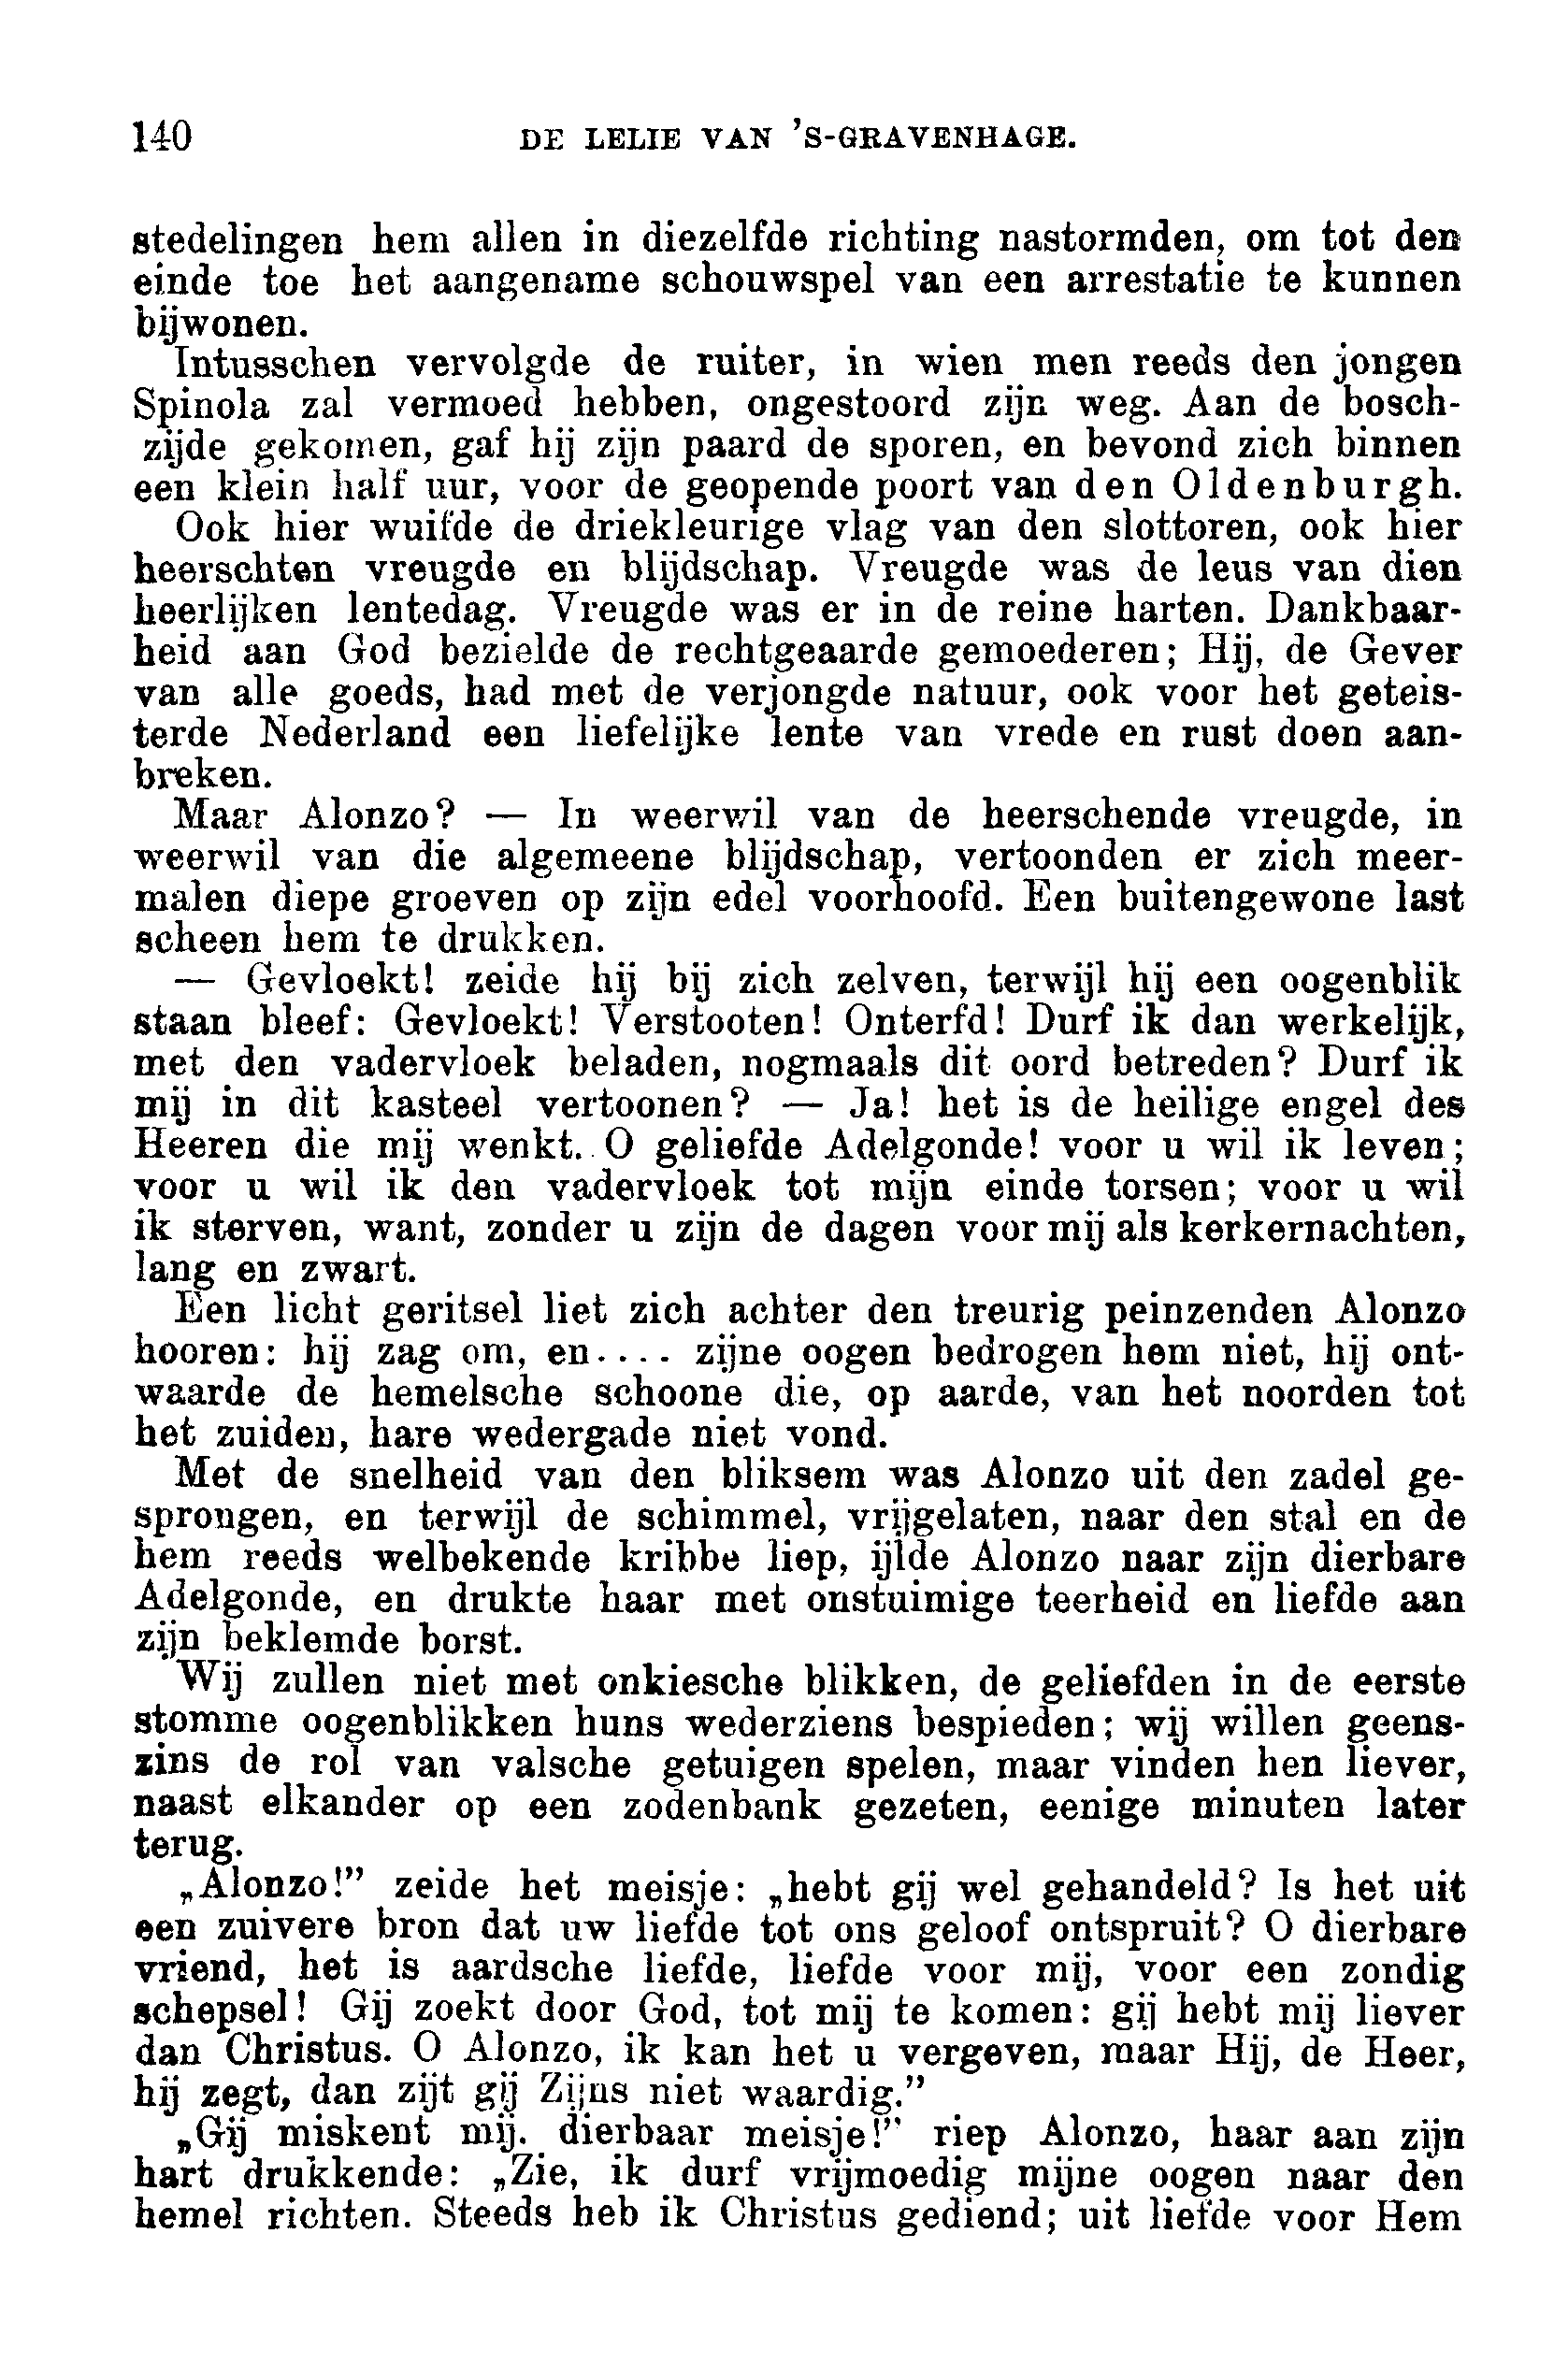 140 DE LELIE VAN 'S-GRAVENHAGE.
stedelingen hem allen in diezelfde richting nastormden, om tot den
einde toe het aangename schouwspel van een arrestatie te kunnen
bijwonen.
Intusschen vervolgde de ruiter, in wien men reeds den jongen
Spinola zal vermoed hebben, ongestoord zijn weg. Aan de bosch-
zijde gekomen, gaf hij zijn paard de sporen, en bevond zich binnen
een klein half uur, voor de geopende poort van den Oldenburgh.
Ook hier wuifde de driekleurige vlag van den slottoren, ook hier
heerschten vreugde en blijdschap. Vreugde was de leus van dien
heerlijken lentedag. Vreugde was er in de reine harten. Dankbaar-
heid aan God bezielde de rechtgeaarde gemoederen; Hij, de Gever
van alle goeds, had met de verjongde natuur, ook voor het geteis-
terde Nederland een liefelijke lente van vrede en rust doen aan-
breken.
Maar Alonzo? — In weerwil van de heerschende vreugde, in
weerwil van die algemeene blijdschap, vertoonden er zich meer-
malen diepe groeven op zijn edel voorhoofd. Een buitengewone last
scheen hem te drukken.
— Gevloekt! zeide hij bij zich zelven, terwijl hij een oogenblik
staan bleef: Gevloekt! Verstooten! Onterfd! Durf ik dan werkelijk,
met den vadervloek beladen, nogmaals dit oord betreden? Durf ik
mij in dit kasteel vertoonen? — Ja! het is de heilige engel des
Heeren die mij wenkt. O geliefde Adelgonde! voor u wil ik leven;
voor u wil ik den vadervloek tot mijn einde torsen; voor u wil
ik sterven, want, zonder u zijn de dagen voor mij als kerkernachten,
lang en zwart.
Een licht geritsel liet zich achter den treurig peinzenden Alonzo
hooren: hij zag om, en.... zijne oogen bedrogen hem niet, hij ont-
waarde de hemelsche schoone die, op aarde, van het noorden tot
het zuiden, hare wedergade niet vond.
Met de snelheid van den bliksem was Alonzo uit den zadel ge-
sprongen, en terwijl de schimmel, vrijgelaten, naar den stal en de
hem reeds welbekende kribbe liep, ijlde Alonzo naar zijn dierbare
Adelgonde, en drukte haar met onstuimige teerheid en liefde aan
zijn beklemde borst.
Wij zullen niet met onkiesche blikken, de geliefden in de eerste
stomme oogenblikken huns wederziens bespieden; wij willen geens-
zins de rol van valsche getuigen spelen, maar vinden hen liever,
naast elkander op een zodenbank gezeten, eenige minuten later
terug.
„Alonzo!” zeide het meisje: „hebt gij wel gehandeld? Is het uit
een zuivere bron dat uw liefde tot ons geloof ontspruit? O dierbare
vriend, het is aardsche liefde, liefde voor mij, voor een zondig
schepsel! Gij zoekt door God, tot mij te komen: gij hebt mij liever
dan Christus. O Alonzo, ik kan het u vergeven, maar Hij, de Heer,
hij zegt, dan zijt gij Zijns niet waardig.”
„Gij miskent mij. dierbaar meisje!” riep Alonzo, haar aan zijn
hart drukkende: „Zie, ik durf vrijmoedig mijne oogen naar den
hemel richten. Steeds heb ik Christus gediend; uit liefde voor Hem